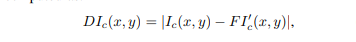 DI_c(x, y) = |I_c(x, y) − FI'_c(x, y)|,